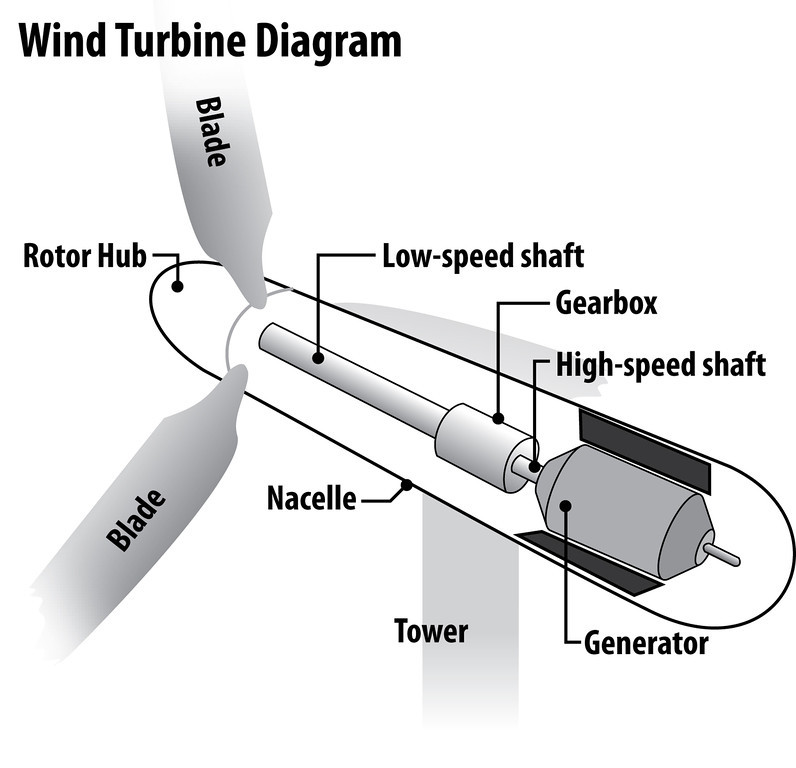 Wind Turbine Diagram
Blade
Rotor Hub
Low-speed shaft
Gearbox
High-speed shaft
Nacelle
Blade
Tower
Generator